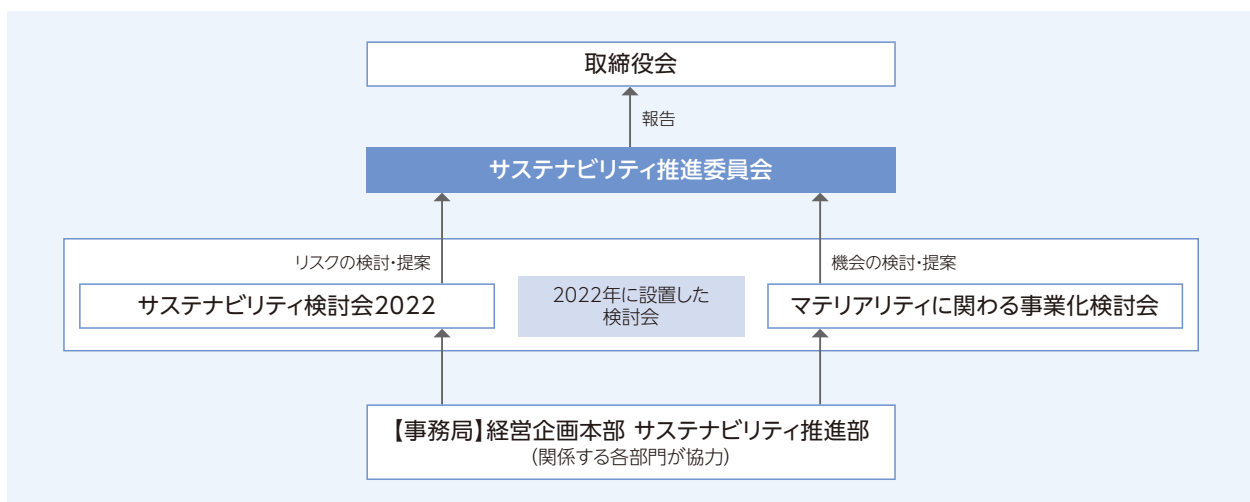 取締役会
報告
サステナビリティ推進委員会
リスクの検討・提案
機会の検討・提案
サステナビリティ検討会2022
2022年に設置した
検討会
マテリアリティに関わる事業化検討会
【事務局】経営企画本部 サステナビリティ推進部
(関係する各部門が協力)